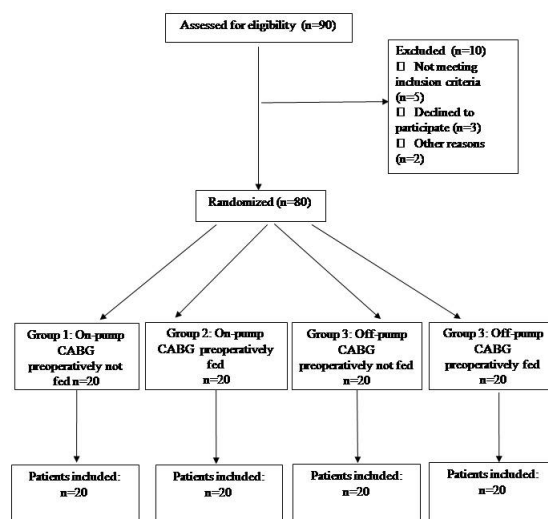 Assessed for eligibility (n=90)
Excluded (n=10)
▯ Not meeting
inclusion criteria
(n=5)
▯ Declined to
participate (n=3)
▯ Other reasons
(n=2)
Randomized (n=80)
Group 1: On-pump
CABG
preoperatively not
fed n=20
Group 2: On-pump
CABG preoperatively
fed
n=20
Group 3: Off-pump
CABG
preoperatively not fed
n=20
Group 3: Off-pump
CABG
preoperatively fed
n=20
Patients included:
n=20
Patients included:
n=20
Patients included:
n=20
Patients included:
n=20